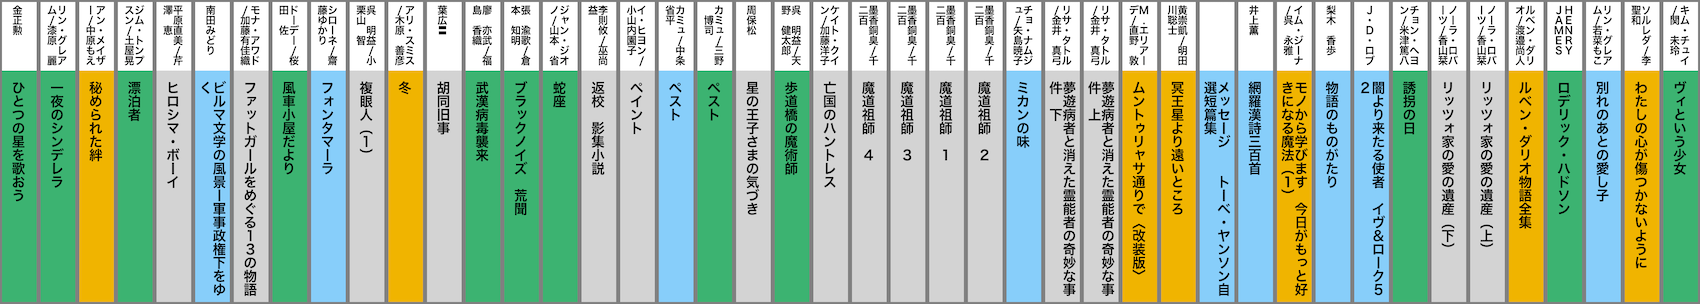 キム・チュイ
/関 未玲
ヴィという少女
ソルレダ/李
聖和
わたしの心が傷つかないように
リン・グレア
ム/若菜もこ
別れのあとの愛し子
HENRY
JAMES
ロデリック・ハドソン
ルベン・ダリ
オ/渡邉尚人
ルベン・ダリオ物語全集
ノーラ・ロバ
ーツ/香山栞
リッツォ家の愛の遺産(上)
ノーラ・ロバ
ーツ/香山栞
リッツォ家の愛の遺産(下)
チョン・ヘヨ
ン/米津篤八
誘拐の日
J・D・ロブ
闇より来たる使者 イヴ&ローク5
2
梨木 香歩
物語のものがたり
イム・ジーナ
/呉 永雅
モノから学びます 今日がもっと好
きになる魔法(1)
井上薫
網羅漢詩三百首
メッセージ トーベ・ヤンソン自
選短篇集
黄崇凱/明田
川聡士
冥王星より遠いところ
M.エリアー
デ/直野 敦
ムントゥリャサ通りで〈改装版〉
リサ・タトル
/金井 真弓
夢遊病者と消えた霊能者の奇妙な事
件 上
リサ・タトル
/金井 真弓
夢遊病者と消えた霊能者の奇妙な事
件 下
チョ・ナムジ
ュ/矢島暁子
ミカンの味
墨香銅臭/千
二百
魔道祖師 2
墨香銅臭/千
二百
魔道祖師 1
墨香銅臭/千
二百
魔道祖師 3
墨香銅臭/千
二百
魔道祖師 4
ケイト・クイ
ン/加藤洋子
亡国のハントレス
呉 明益/天
野 健太郎
歩道橋の魔術師
周保松
星の王子さまの気づき
カミュ/三野
博司
ペスト
カミュ/中条
省平
ペスト
イ・ヒヨン/
小山内園子
ペイント
李則攸/巫尚
益
返校 影集小説
ジャン・ジオ
ノ/山本 省
蛇座
張 渝歌/倉
本 知明
ブラックノイズ 荒聞
廖 亦武/福
島 香織
武漢病毒襲来
葉広〓
胡同旧事
アリ・スミス
/木原 善彦
冬
呉 明益/小
栗山 智
複眼人(1)
シローネ/齋
藤ゆかり
フォンタマーラ
ドーデー/桜
田 佐
風車小屋だより
モナ・アワド
/加藤有佳織
ファットガールをめぐる13の物語
南田みどり
ビルマ文学の風景ー軍事政権下をゆ
く
平原直美/芹
澤 恵
ヒロシマ・ボーイ
ジム・トンプ
スン/土屋晃
漂泊者
アン・メイザ
ー/中原もえ
秘められた絆
リン・グレア
ム/漆原 麗
一夜のシンデレラ
金正勲
ひとつの星を歌おう